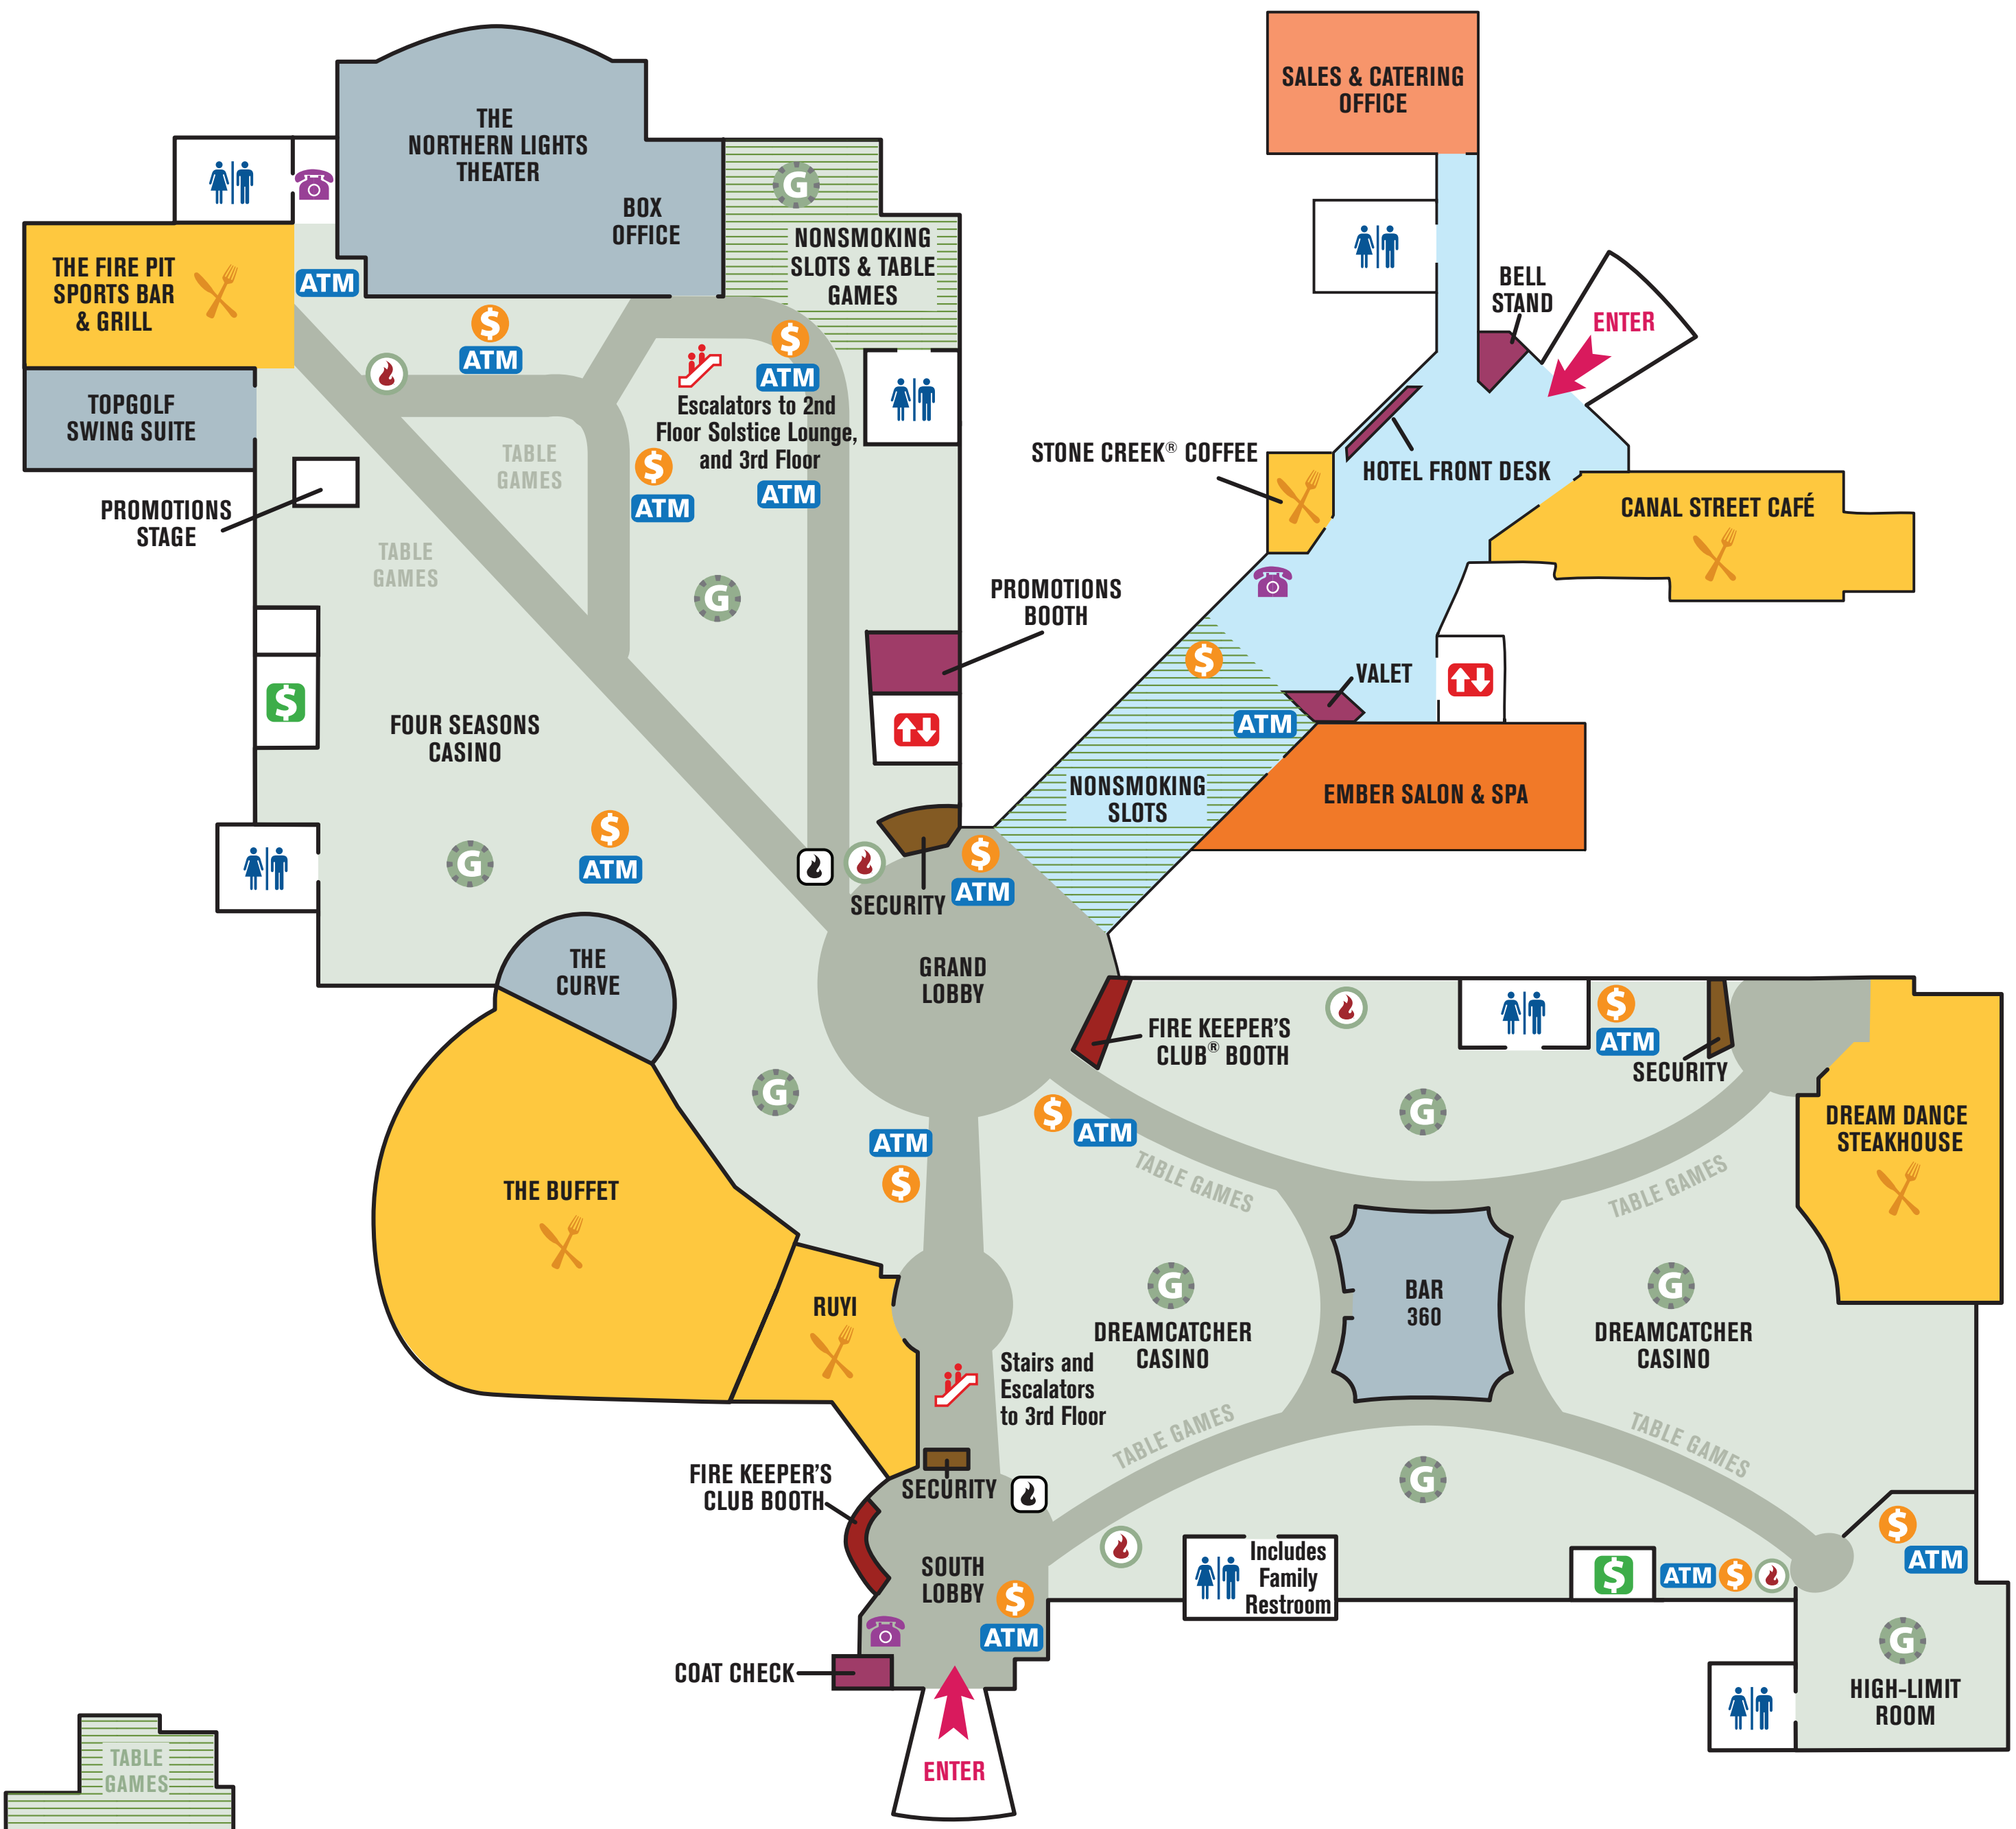 SALES & CATERING
OFFICE
THE
NORTHERN LIGHTS
THEATER
BOX
OFFICE
G
NONSMOKING
SLOTS & TABLE
GAMES
THE FIRE PIT
SPORTS BAR
& GRILL
ATM
$
ATM
$
ATM
Escalators to 2nd
Floor Solstice Lounge,
and 3rd Floor
$
ATM
ATM
TOPGOLF
SWING SUITE
TABLE
GAMES
PROMOTIONS
STAGE
TABLE
GAMES
G
BELL
STAND
ENTER
STONE CREEK® COFFEE
HOTEL FRONT DESK
CANAL STREET CAFÉ
PROMOTIONS
BOOTH
$
VALET
ATM
NONSMOKING
SLOTS
EMBER SALON & SPA
$
FOUR SEASONS
CASINO
$
ATM
G
SECURITY
$
ATM
THE
CURVE
GRAND
LOBBY
FIRE KEEPER'S
CLUB® BOOTH
$
ATM
SECURITY
G
$
ATM
ATM
$
G
TABLE GAMES
TABLE GAMES
DREAM DANCE
STEAKHOUSE
THE BUFFET
RUYI
G
DREAMCATCHER
CASINO
BAR
360
G
DREAMCATCHER
CASINO
Stairs and
Escalators
to 3rd Floor
TABLE GAMES
TABLE GAMES
G
FIRE KEEPER'S
CLUB BOOTH
SECURITY
SOUTH
LOBBY
$
ATM
Includes
Family
Restroom
$
ATM
$
$
ATM
G
HIGH-LIMIT
ROOM
COAT CHECK
ENTER
TABLE
GAMES